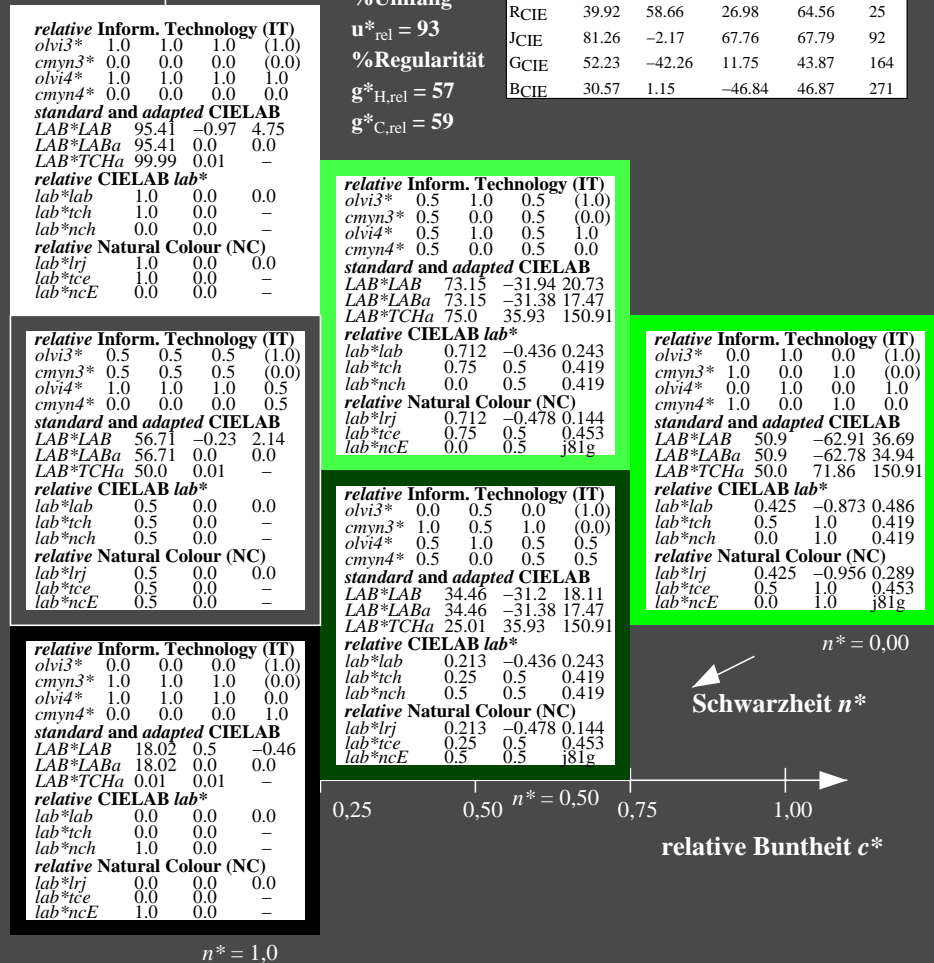 %Umfang
u*rel = 93
%Regularität
g*H,rel = 57
g*C,rel = 59
RCIE 39.92 58.66 26.98 64.56 25
JCIE 81.26 −2.17 67.76 67.79 92
GCIE 52.23 −42.26 11.75 43.87 164
BCIE 30.57 1.15 −46.84 46.87 271
relative Inform. Technology (IT)
olvi3* 1.0 1.0 1.0 (1.0)
cmyn3* 0.0 0.0 0.0 (0.0)
olvi4* 1.0 1.0 1.0 1.0
cmyn4* 0.0 0.0 0.0 0.0
standard and adapted CIELAB
LAB*LAB 95.41 −0.97 4.75
LAB*LABa 95.41 0.0 0.0
LAB*TCHa 99.99 0.01 –
relative CIELAB lab*
lab*lab 1.0 0.0 0.0
lab*tch 1.0 0.0 –
lab*nch 0.0 0.0 –
relative Natural Colour (NC)
lab*lrj 1.0 0.0 0.0
lab*tce 1.0 0.0 –
lab*ncE 0.0 0.0 –
relative Inform. Technology (IT)
olvi3* 0.5 1.0 0.5 (1.0)
cmyn3* 0.5 0.0 0.5 (0.0)
olvi4* 0.5 1.0 0.5 1.0
cmyn4* 0.5 0.0 0.5 0.0
standard and adapted CIELAB
LAB*LAB 73.15 −31.94 20.73
LAB*LABa 73.15 −31.38 17.47
LAB*TCHa 75.0 35.93 150.91
relative CIELAB lab*
lab*lab 0.712 −0.436 0.243
lab*tch 0.75 0.5 0.419
lab*nch 0.0 0.5 0.419
relative Natural Colour (NC)
lab*lrj 0.712 −0.478 0.144
lab*tce 0.75 0.5 0.453
lab*ncE 0.0 0.5 j81g
relative Inform. Technology (IT)
olvi3* 0.5 0.5 0.5 (1.0)
cmyn3* 0.5 0.5 0.5 (0.0)
olvi4* 1.0 1.0 1.0 0.5
cmyn4* 0.0 0.0 0.0 0.5
standard and adapted CIELAB
LAB*LAB 56.71 −0.23 2.14
LAB*LABa 56.71 0.0 0.0
LAB*TCHa 50.0 0.01 –
relative CIELAB lab*
lab*lab 0.5 0.0 0.0
lab*tch 0.5 0.0 –
lab*nch 0.5 0.0 –
relative Natural Colour (NC)
lab*lrj 0.5 0.0 0.0
lab*tce 0.5 0.0 –
lab*ncE 0.5 0.0 –
relative Inform. Technology (IT)
olvi3* 0.0 1.0 0.0 (1.0)
cmyn3* 1.0 0.0 1.0 (0.0)
olvi4* 0.0 1.0 0.0 1.0
cmyn4* 1.0 0.0 1.0 0.0
standard and adapted CIELAB
LAB*LAB 50.9 −62.91 36.69
LAB*LABa 50.9 −62.78 34.94
LAB*TCHa 50.0 71.86 150.91
relative CIELAB lab*
lab*lab 0.425 −0.873 0.486
lab*tch 0.5 1.0 0.419
lab*nch 0.0 1.0 0.419
relative Natural Colour (NC)
lab*lrj 0.425 −0.956 0.289
lab*tce 0.5 1.0 0.453
lab*ncE 0.0 1.0 j81g
relative Inform. Technology (IT)
olvi3* 0.0 0.5 0.0 (1.0)
cmyn3* 1.0 0.5 1.0 (0.0)
olvi4* 0.5 1.0 0.5 0.5
cmyn4* 0.5 0.0 0.5 0.5
standard and adapted CIELAB
LAB*LAB 34.46 −31.2 18.11
LAB*LABa 34.46 −31.38 17.47
LAB*TCHa 25.01 35.93 150.91
relative CIELAB lab*
lab*lab 0.213 −0.436 0.243
lab*tch 0.25 0.5 0.419
lab*nch 0.5 0.5 0.419
relative Natural Colour (NC)
lab*lrj 0.213 −0.478 0.144
lab*tce 0.25 0.5 0.453
lab*ncE 0.5 0.5 j81g
n* = 0,00
Schwarzheit n*
relative Inform. Technology (IT)
olvi3* 0.0 0.0 0.0 (1.0)
cmyn3* 1.0 1.0 1.0 (0.0)
olvi4* 1.0 1.0 1.0 0.0
cmyn4* 0.0 0.0 0.0 1.0
standard and adapted CIELAB
LAB*LAB 18.02 0.5 −0.46
LAB*LABa 18.02 0.0 0.0
LAB*TCHa 0.01 0.01 –
relative CIELAB lab*
lab*lab 0.0 0.0 0.0
lab*tch 0.0 0.0 –
lab*nch 1.0 0.0 –
relative Natural Colour (NC)
lab*lrj 0.0 0.0 0.0
lab*tce 0.0 0.0 –
lab*ncE 1.0 0.0 –
0,25 0,50 n* = 0,50 0,75 1,00
relative Buntheit c*
n* = 1,0